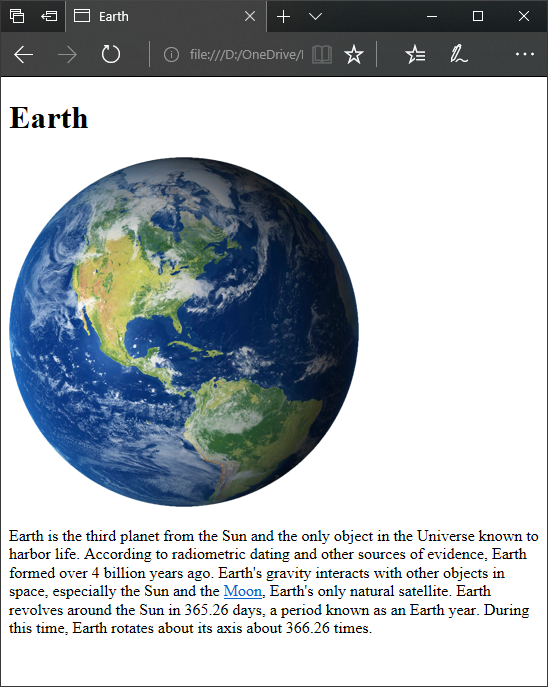 Earth
file:///D:/OneDrive/
Earth
Earth is the third planet from the Sun and the only object in the Universe known to
harbor life. According to radiometric dating and other sources of evidence, Earth
formed over 4 billion years ago. Earth's gravity interacts with other objects in
space, especially the Sun and the Moon, Earth's only natural satellite. Earth
revolves around the Sun in 365.26 days, a period known as an Earth year. During
this time, Earth rotates about its axis about 366.26 times.